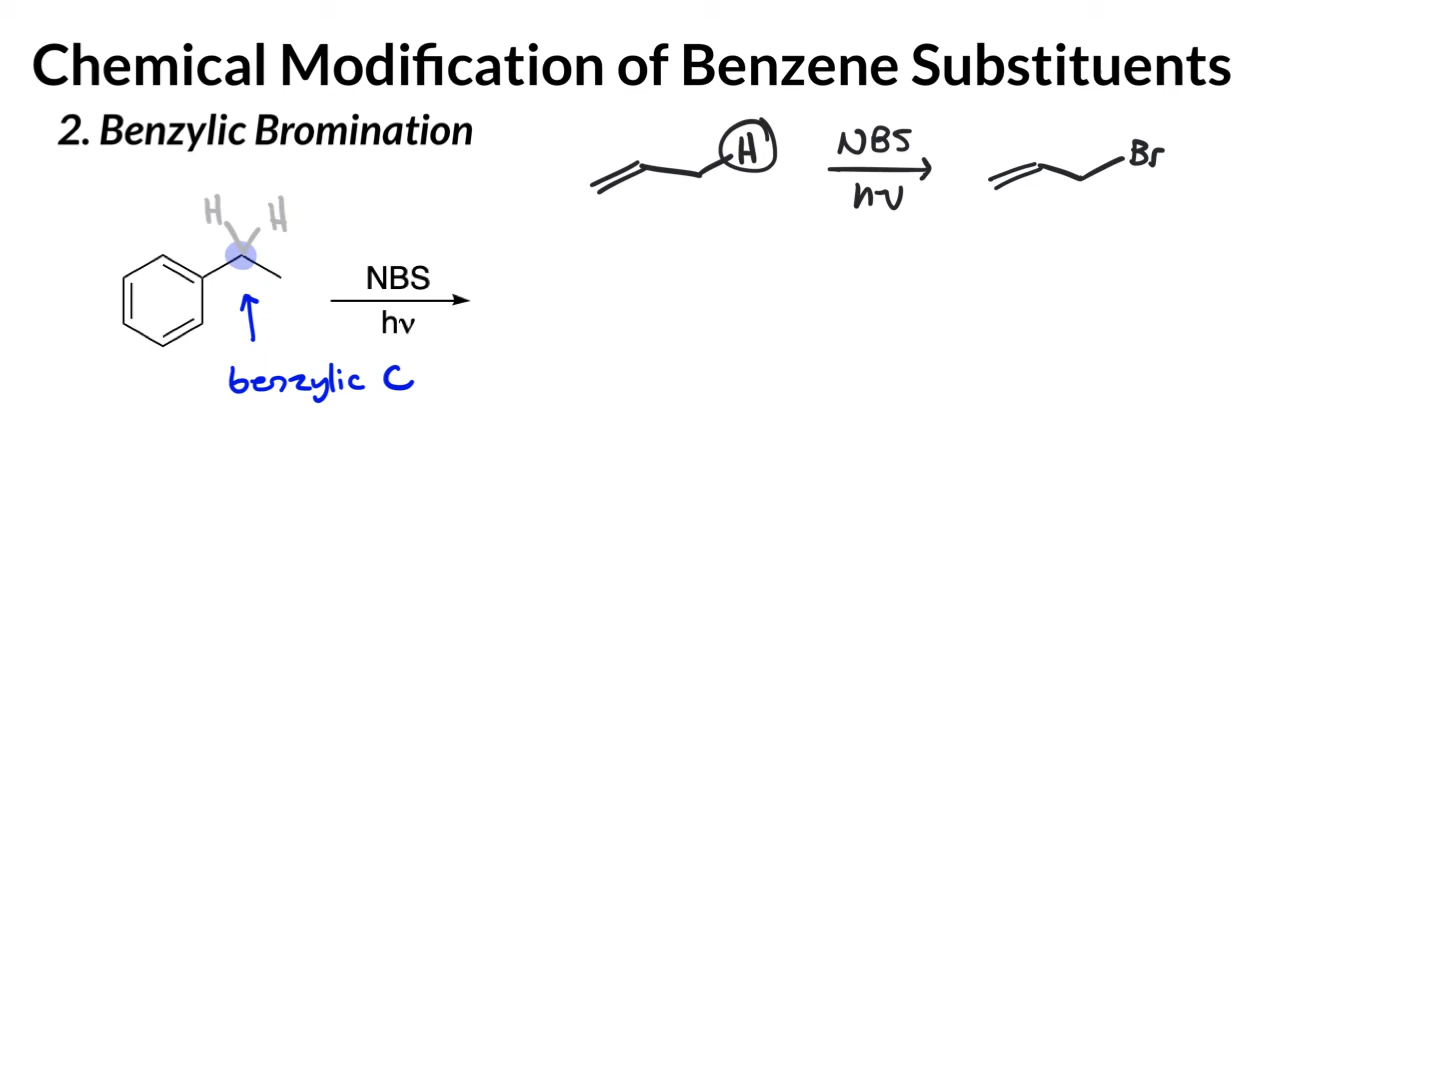 Chemical Modification of Benzene Substituents
2. Benzylic Bromination
H
NBS
hν
Br
H H
NBS
hν
benzylic C